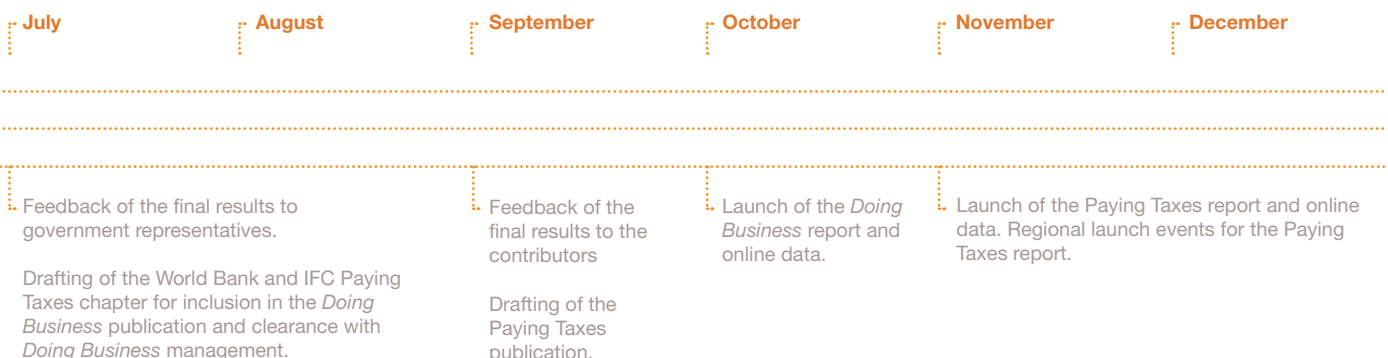 July
August
September
October
November
December
Feedback of the final results to
government representatives.
Drafting of the World Bank and IFC Paying
Taxes chapter for inclusion in the Doing
Business publication and clearance with
Doing Business management.
Feedback of the
final results to the
contributors
Drafting of the
Paying Taxes
publication.
Launch of the Doing
Business report and
online data.
Launch of the Paying Taxes report and online
data. Regional launch events for the Paying
Taxes report.